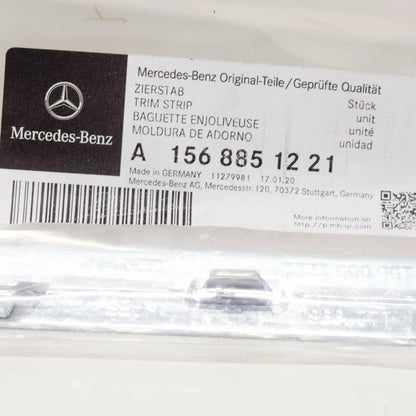 Mercedes-Benz
Mercedes-Benz Original-Teile/Geprüfte Qualität
ZIERSTAB
TRIM STRIP
BAGUETTE ENJOLIVEUSE
MOLDURA DE ADORNO
Stück
unit
unité
unidad
A 156 885 12 21
Made in GERMANY 11279981 17.01.20
Mercedes-Benz AG, Mercedesstr.120, 70372 Stuttgart, Germany
More information on
http://p.mb-qr.com/